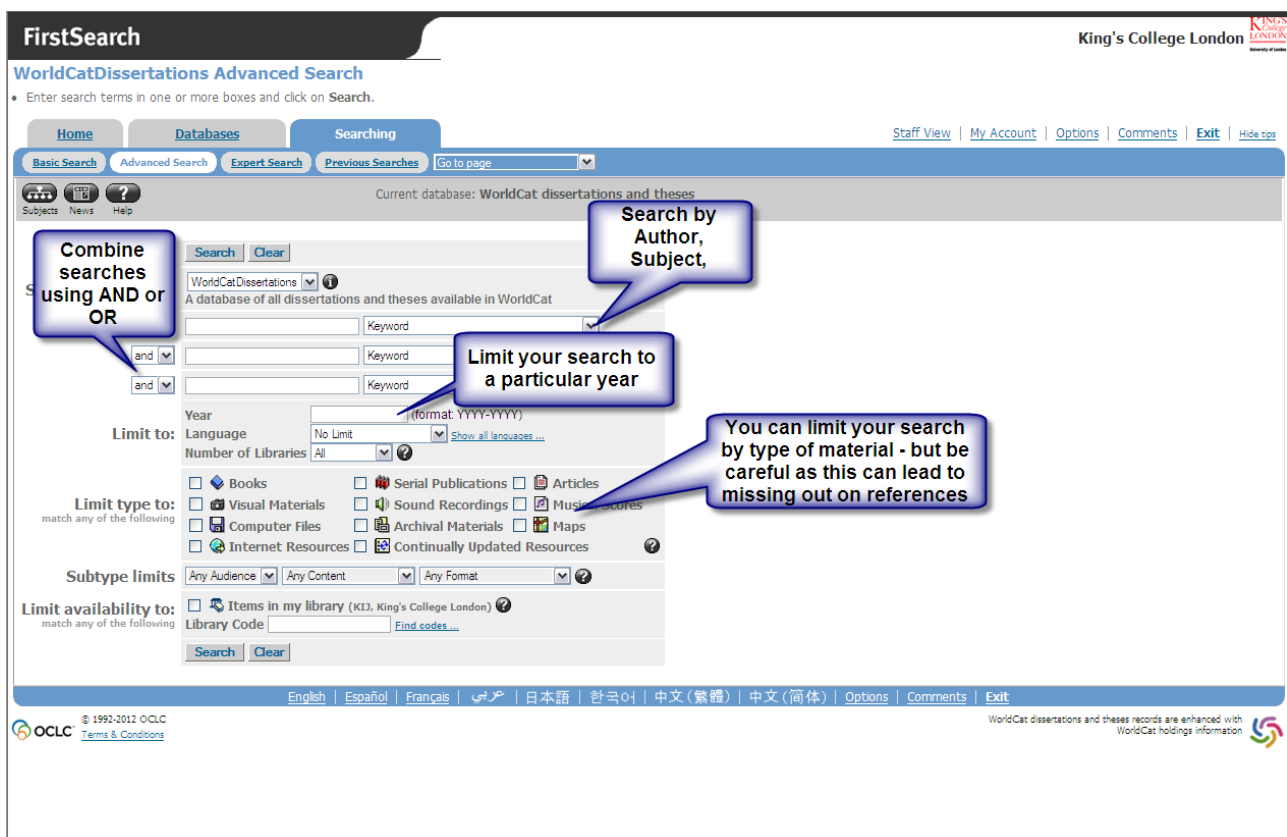 FirstSearch
King's College London
KING'S
College
LONDON
University of London
WorldCatDissertations Advanced Search
• Enter search terms in one or more boxes and click on Search.
Home Databases Searching
Staff View | My Account | Options | Comments | Exit | Hide tips
Basic Search Advanced Search Expert Search Previous Searches Go to page
Subjects News Help
Current database: WorldCat dissertations and theses
Combine
searches
using AND or
OR
Search by
Author,
Subject,
Search Clear
S
WorldCatDissertations
A database of all dissertations and theses available in WorldCat
Keyword
and Keyword
and Keyword
Limit your search to
a particular year
Limit to:
Year (format: YYYY-YYYY)
Language No Limit Show all languages ...
Number of Libraries All
You can limit your search
by type of material - but be
careful as this can lead to
missing out on references
Limit type to:
match any of the following
Books Serial Publications Articles
Visual Materials Sound Recordings Music ores
Computer Files Archival Materials Maps
Internet Resources Continually Updated Resources
Subtype limits Any Audience Any Content Any Format
Limit availability to:
match any of the following
Items in my library (KIJ, King's College London)
Library Code Find codes ...
Search Clear
English | Español | Français | عربي | 日本語 | 한국어 | 中文(繁體) | 中文(简体) | Options | Comments | Exit
OCLC
© 1992-2012 OCLC
Terms & Conditions
WorldCat dissertations and theses records are enhanced with
WorldCat holdings information